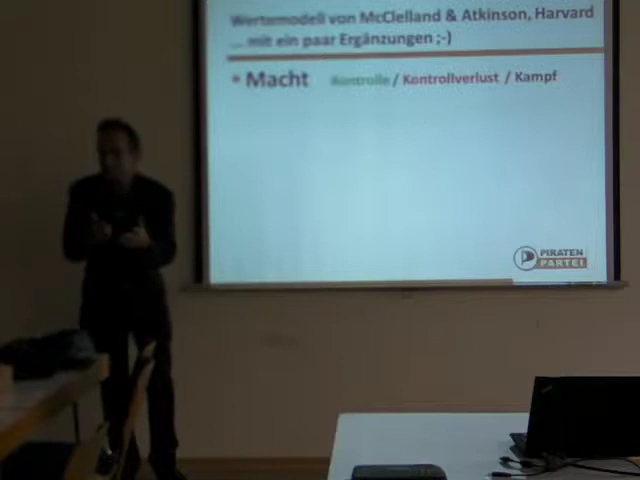 Wertemodell von McClelland & Atkinson, Harvard
... mit ein paar Ergänzungen ;-)
• Macht Kontrolle / Kontrollverlust / Kampf
PIRATEN
PARTEI